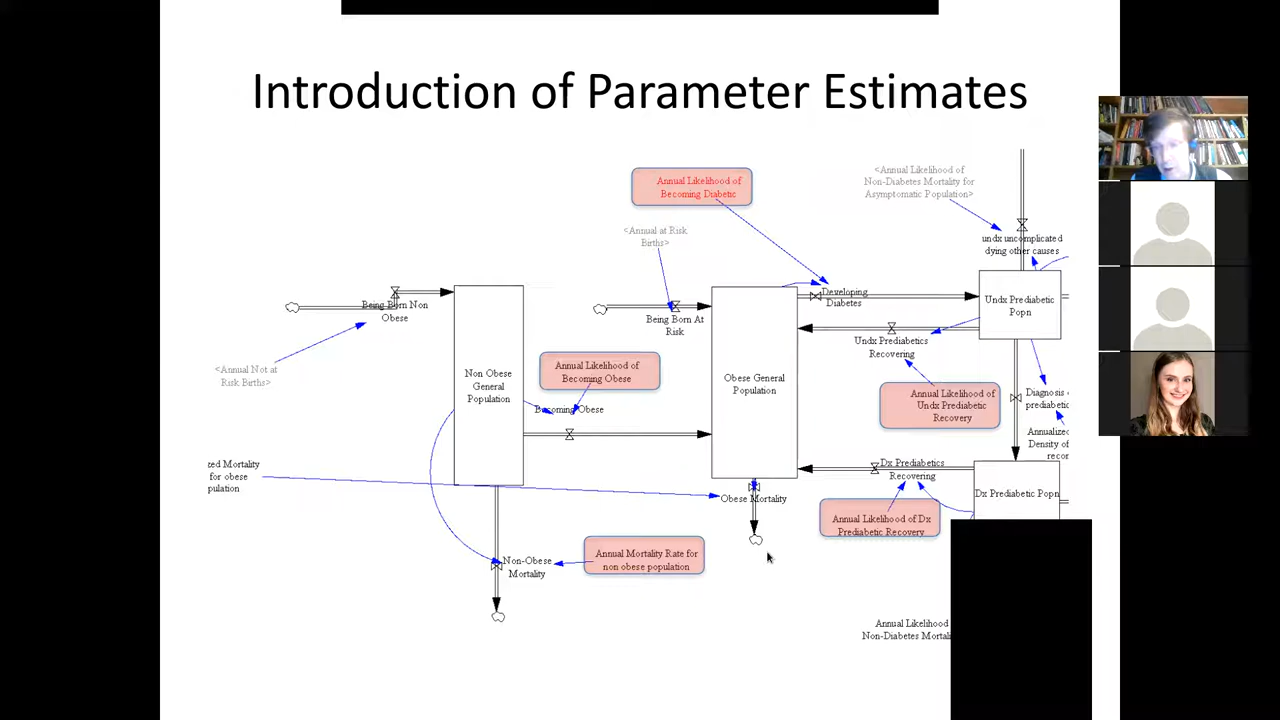 Introduction of Parameter Estimates
Annual Likelihood of
Becoming Diabetic
<Annual Likelihood of
Non-Diabetes Mortality for
Asymptomatic Population>
<Annual at Risk
Births>
undx uncomplicated
dying other causes
Being Born Non
Obese
Developing
Diabetes
Undx Prediabetic
Popn
Being Born At
Risk
Undx Prediabetics
Recovering
<Annual Not at
Risk Births>
Non Obese
General
Population
Annual Likelihood of
Becoming Obese
Obese General
Population
Annual Likelihood of
Undx Prediabetic
Recovery
Diagnosis
prediabetic
Becoming Obese
Annualized
Density of
recor
zed Mortality
for obese
pulation
Dx Prediabetics
Recovering
Dx Prediabetic Popn
Obese Mortality
Annual Likelihood of Dx
Prediabetic Recovery
Non-Obese
Mortality
Annual Mortality Rate for
non obese population
Annual Likelihood
Non-Diabetes Mortal